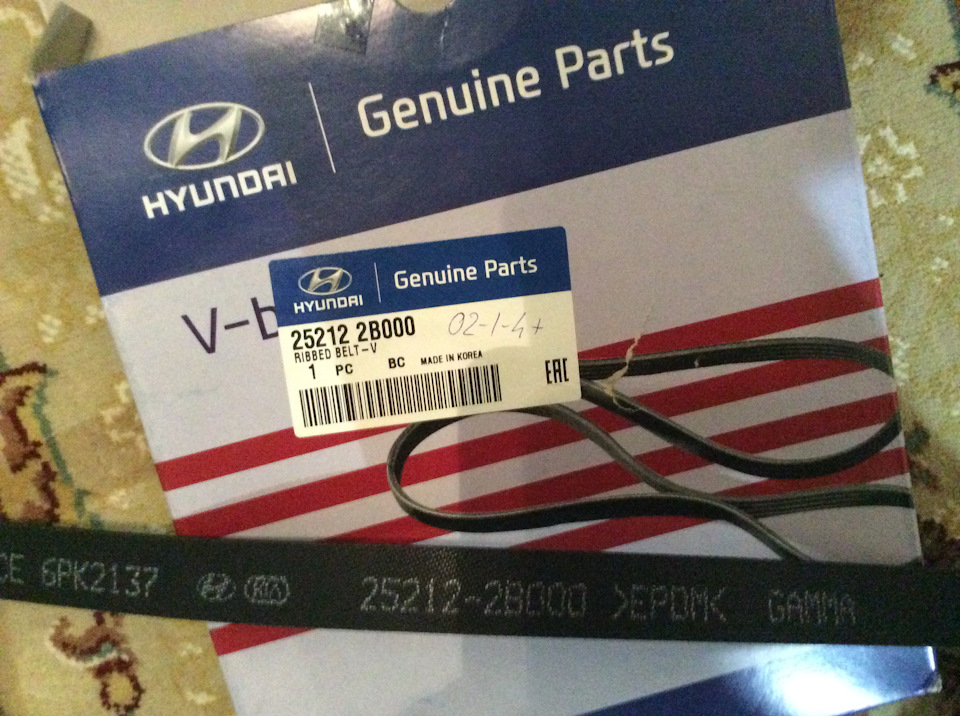 HYUNDAI
Genuine Parts
V-b
HYUNDAI
Genuine Parts
25212 2B000
02-1-4+
RIBBED BELT-V
1 PC BC MADE IN KOREA
EAC
CE 6PK2137 KIA 25212-2B000 >EPDM< GAMMA